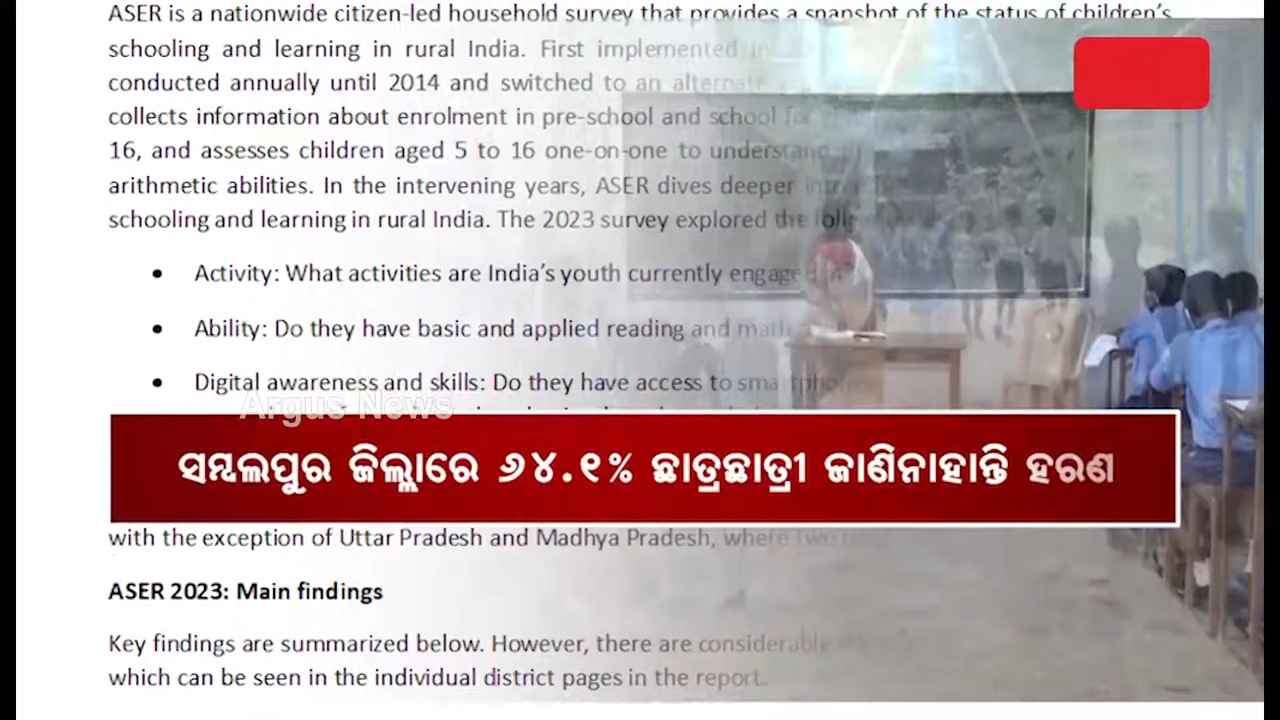 ASER is a nationwide citizen-led household survey that provides a snapshot of the status of children's
schooling and learning in rural India. First implemented
conducted annually until 2014 and switched to an alternate
collects information about enrolment in pre-school and school
16, and assesses children aged 5 to 16 one-on-one to understand
arithmetic abilities. In the intervening years, ASER dives deeper
schooling and learning in rural India. The 2023 survey explored the
• Activity: What activities are India's youth currently engaged
• Ability: Do they have basic and applied reading and math
• Digital awareness and skills: Do they have access to
Argus News
ସମ୍ବଲପୁର ଜିଲ୍ଲାରେ ୬୪.୧% ଛାତ୍ରଛାତ୍ରୀ ଜାଣିନାହାନ୍ତି ହରଣ
with the exception of Uttar Pradesh and Madhya Pradesh, where two
ASER 2023: Main findings
Key findings are summarized below. However, there are considerable
which can be seen in the individual district pages in the report.